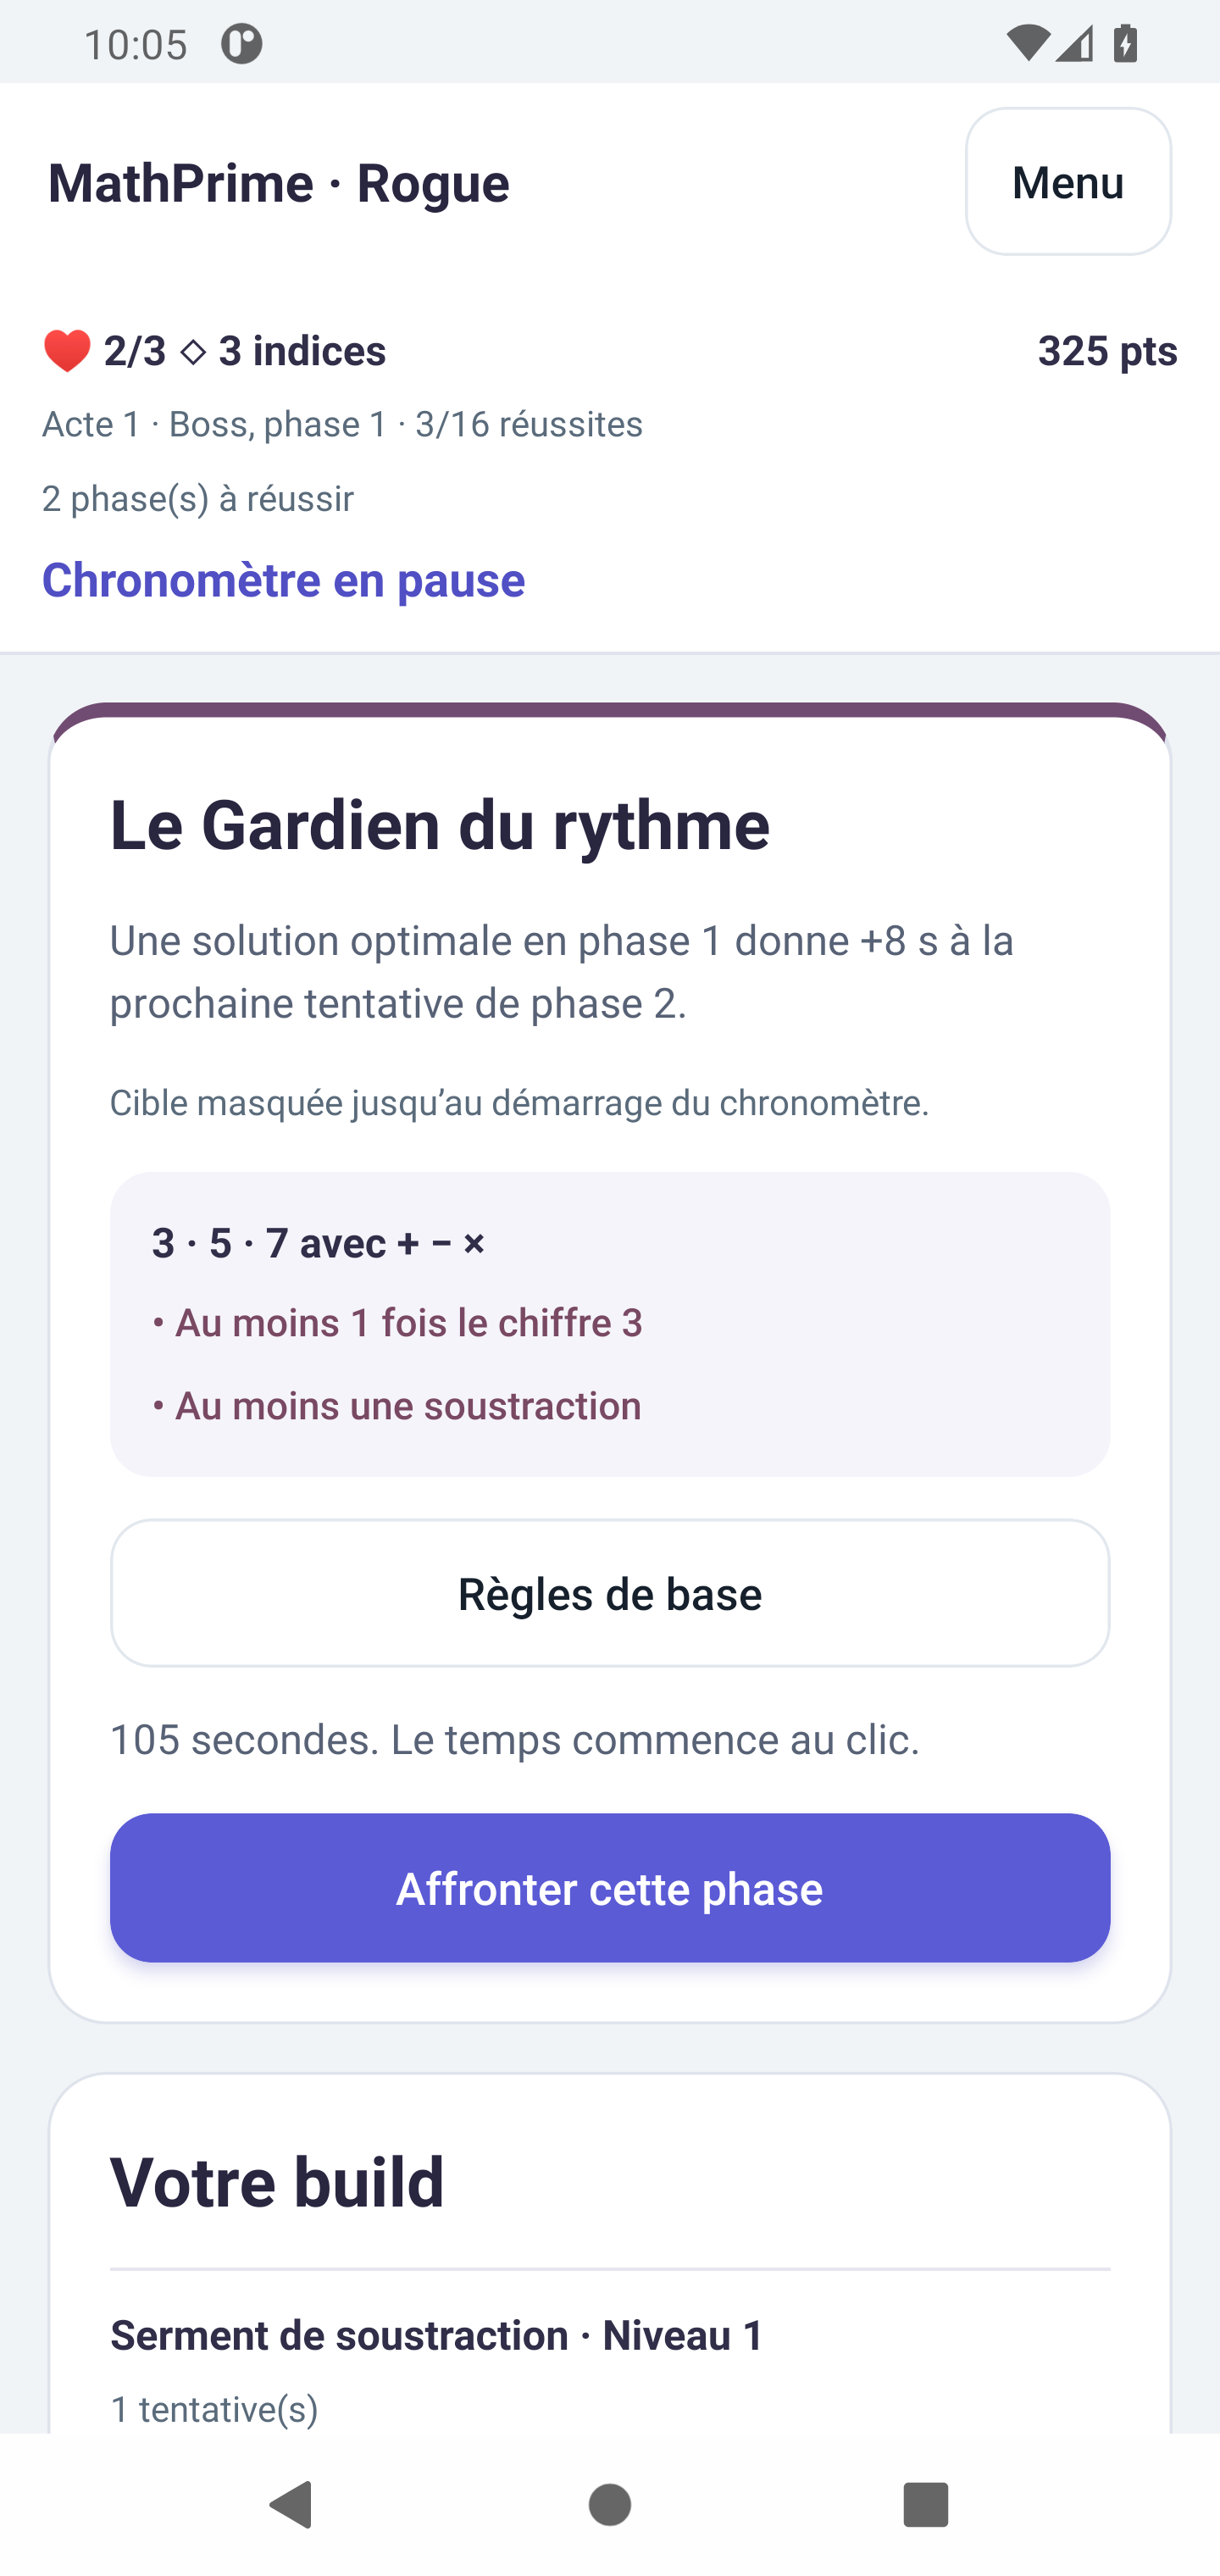 10:05
MathPrime · Rogue
Menu
❤️ 2/3 ◇ 3 indices
325 pts
Acte 1 · Boss, phase 1 · 3/16 réussites
2 phase(s) à réussir
Chronomètre en pause
Le Gardien du rythme
Une solution optimale en phase 1 donne +8 s à la
prochaine tentative de phase 2.
Cible masquée jusqu’au démarrage du chronomètre.
3 · 5 · 7 avec + − ×
• Au moins 1 fois le chiffre 3
• Au moins une soustraction
Règles de base
105 secondes. Le temps commence au clic.
Affronter cette phase
Votre build
Serment de soustraction · Niveau 1
1 tentative(s)